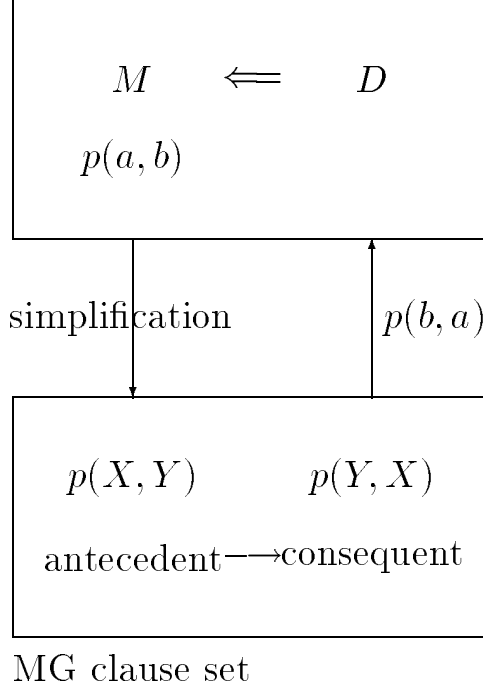 M ⇐= D
p(a, b)
simplification p(b, a)
p(X, Y) p(Y, X)
antecedent⟶consequent
MG clause set